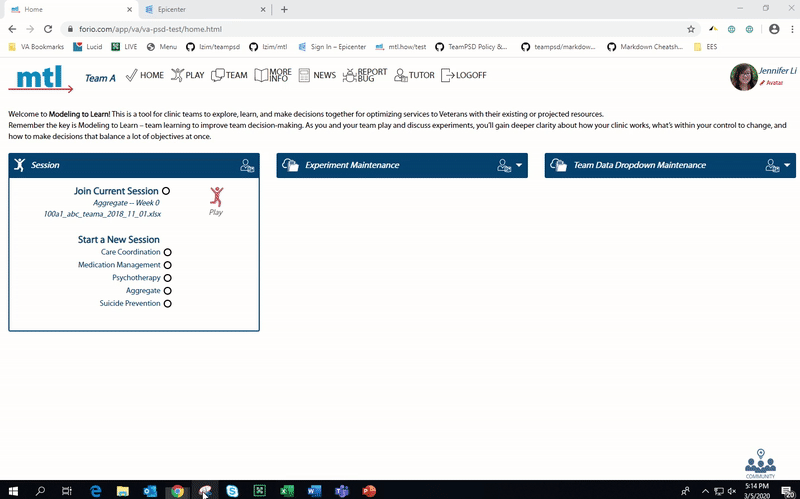 Home
Epicenter
forio.com/app/va/va-psd-test/home.html
VA Bookmarks
Lucid
LIVE
Menu
lzim/teampsd
lzim/mtl
Sign In – Epicenter
mtl.how/test
TeamPSD Policy &...
teampsd/markdow...
Markdown Cheatsh...
EES
mtl
Team A
HOME
PLAY
TEAM
MORE INFO
NEWS
REPORT BUG
TUTOR
LOGOFF
Jennifer Li
Avatar
Welcome to Modeling to Learn! This is a tool for clinic teams to explore, learn, and make decisions together for optimizing services to Veterans with their existing or projected resources.
Remember the key is Modeling to Learn – team learning to improve team decision-making. As you and your team play and discuss experiments, you'll gain deeper clarity about how your clinic works, what's within your control to change, and
how to make decisions that balance a lot of objectives at once.
Session
Experiment Maintenance
Team Data Dropdown Maintenance
Join Current Session
Aggregate -- Week 0
100a1_abc_teama_2018_11_01.xlsx
Play
Start a New Session
Care Coordination
Medication Management
Psychotherapy
Aggregate
Suicide Prevention
COMMUNITY
5:14 PM
3/5/2020
20